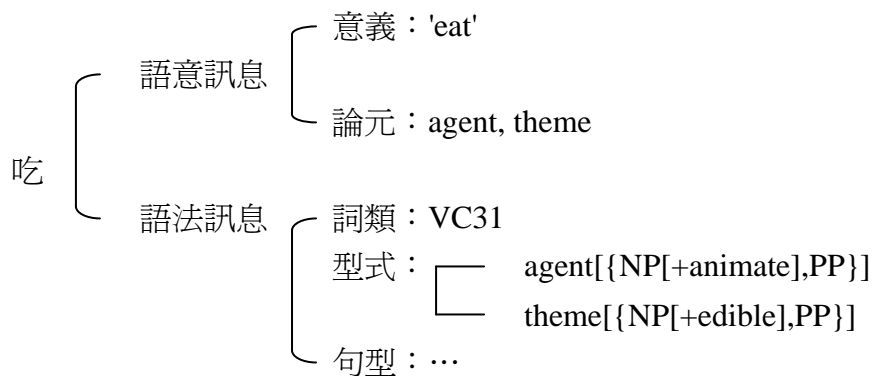 意義：'eat'
語意訊息
論元：agent, theme
吃
語法訊息
詞類：VC31
型式：
agent[{NP[+animate],PP}]
theme[{NP[+edible],PP}]
句型：…